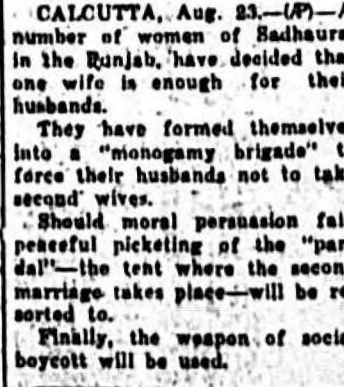 CALCUTTA, Aug. 23.—(AP)—A
number of women of Sadhaura
in the Punjab, have decided tha
one wife is enough for thei
husbands.
They have formed themselve
into a "monogamy brigade" t
force their husbands not to tak
second wives.
Should moral persuasion fai
peaceful picketing of the "pan
dal"—the tent where the secon
marriage takes place—will be re
sorted to.
Finally, the weapon of socia
boycott will be used.